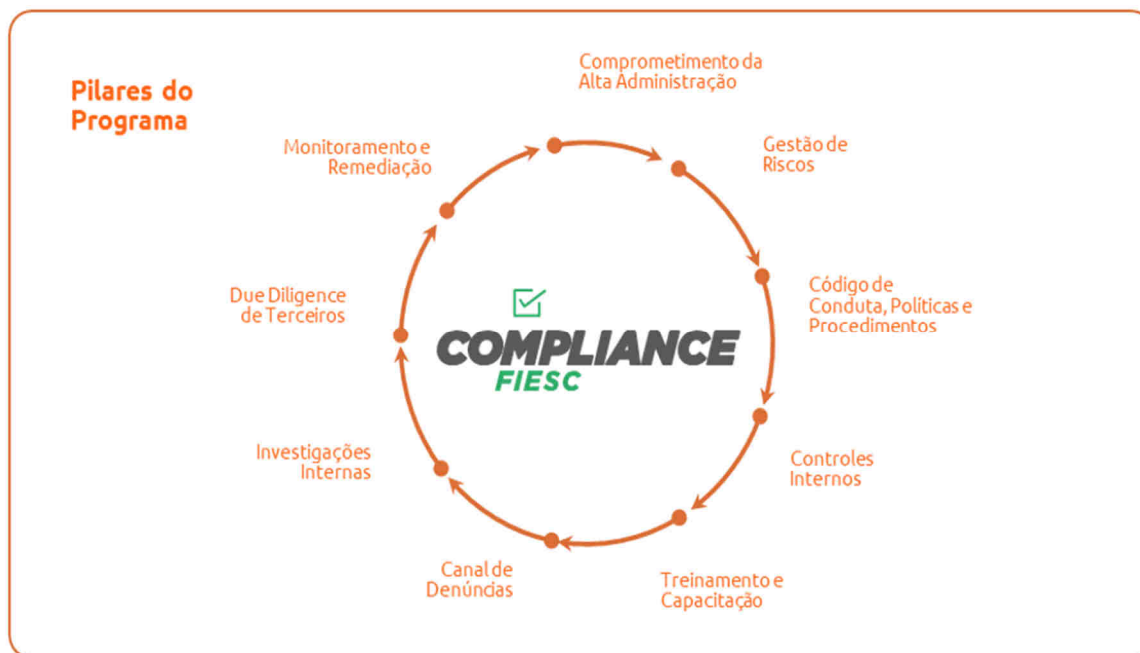 Pilares do
Programa
Comprometimento da
Alta Administração
Gestão de
Riscos
Código de
Conduta, Políticas e
Procedimentos
Controles
Internos
Treinamento e
Capacitação
Canal de
Denúncias
Investigações
Internas
Due Diligence
de Terceiros
Monitoramento e
Remediação
COMPLIANCE
FIESC